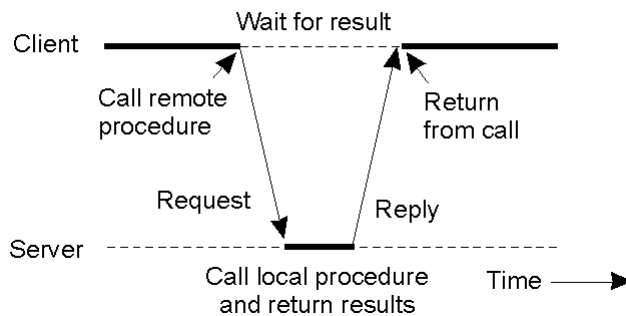 Wait for result
Client
Call remote
procedure
Return
from call
Request
Reply
Server
Call local procedure
and return results
Time